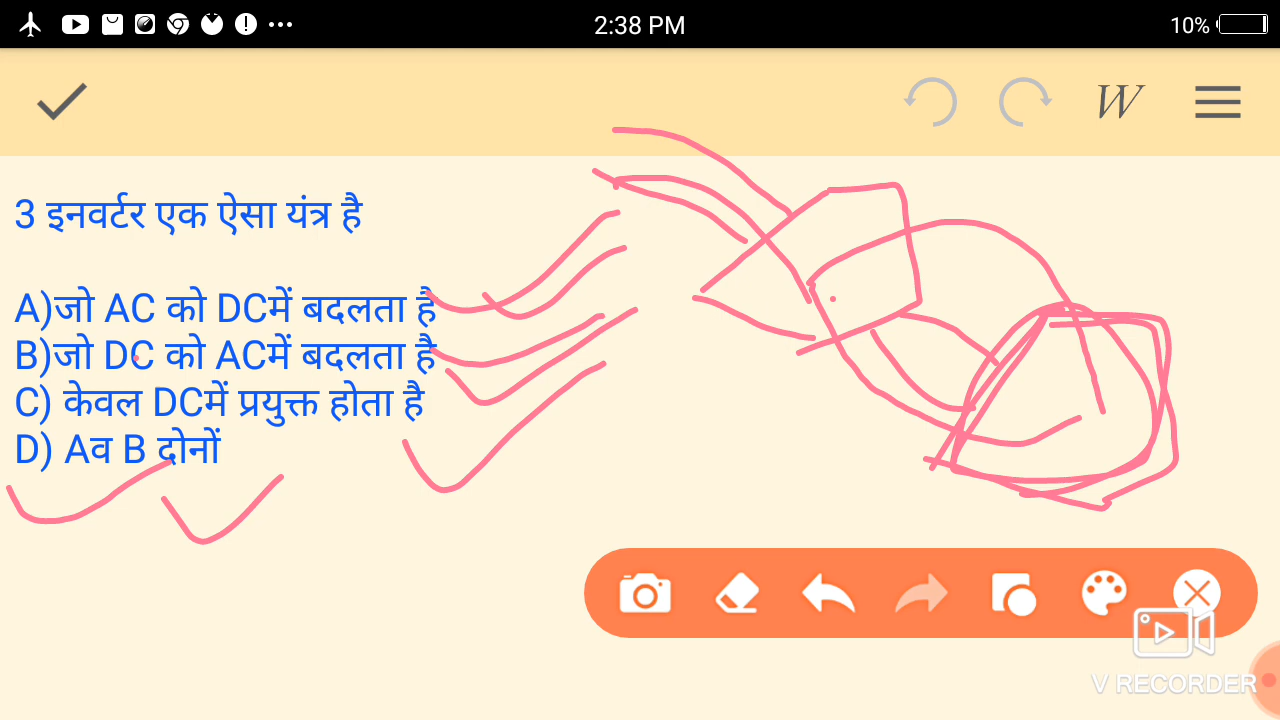 2:38 PM
10%
W
3 इनवर्टर एक ऐसा यंत्र है
A)जो AC को DCमें बदलता है
B)जो DC को ACमें बदलता है
C) केवल DCमें प्रयुक्त होता है
D) Aव B दोनों
V RECORDER